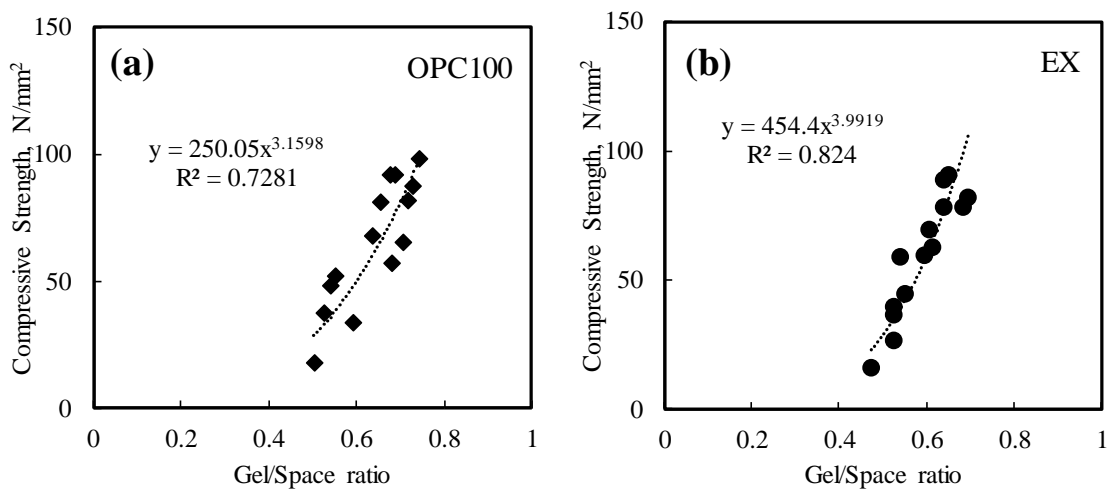 (a)
OPC100
y = 250.05x^3.1598
R² = 0.7281
Compressive Strength, N/mm²
150
100
50
0
0 0.2 0.4 0.6 0.8 1
Gel/Space ratio
(b)
EX
y = 454.4x^3.9919
R² = 0.824
Compressive Strength, N/mm²
150
100
50
0
0 0.2 0.4 0.6 0.8 1
Gel/Space ratio